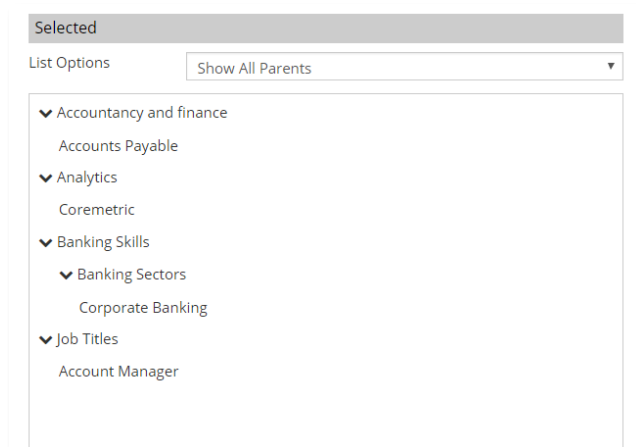 Selected
List Options
Show All Parents
Accountancy and finance
Accounts Payable
Analytics
Coremetric
Banking Skills
Banking Sectors
Corporate Banking
Job Titles
Account Manager